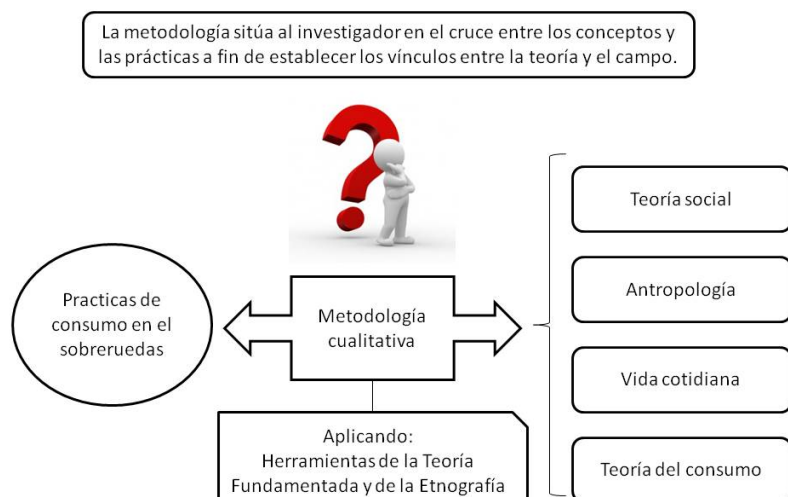 La metodología sitúa al investigador en el cruce entre los conceptos y
las prácticas a fin de establecer los vínculos entre la teoría y el campo.
Practicas de
consumo en el
sobreruedas
Metodología
cualitativa
Aplicando:
Herramientas de la Teoría
Fundamentada y de la Etnografía
Teoría social
Antropología
Vida cotidiana
Teoría del consumo